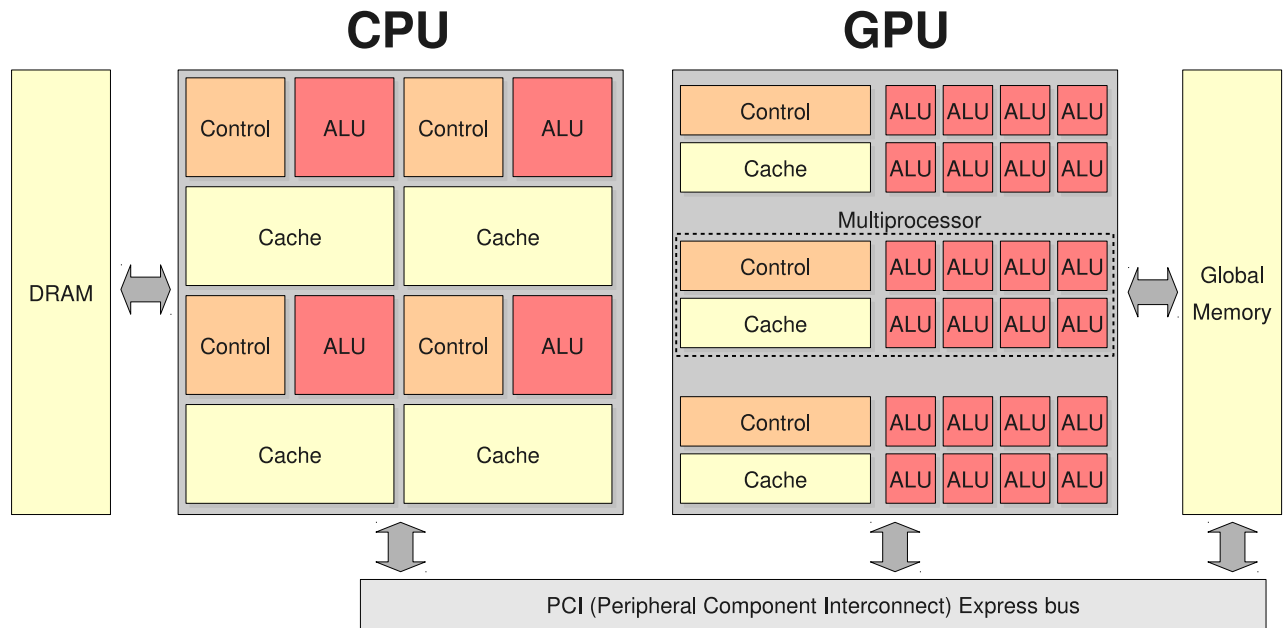 CPU
GPU
DRAM
Control ALU Control ALU
Cache Cache
Control ALU Control ALU
Cache Cache
Control ALU ALU ALU ALU
Cache ALU ALU ALU ALU
Multiprocessor
Control ALU ALU ALU ALU
Cache ALU ALU ALU ALU
Control ALU ALU ALU ALU
Cache ALU ALU ALU ALU
Global
Memory
PCI (Peripheral Component Interconnect) Express bus